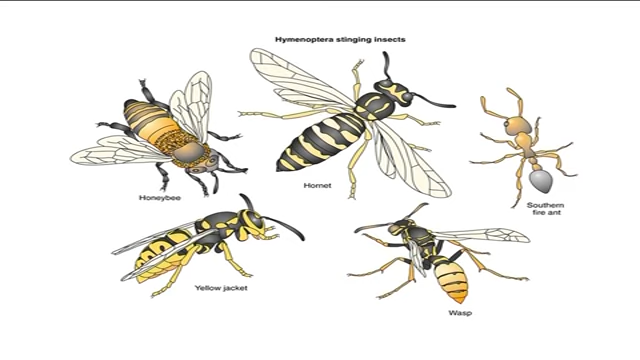 Hymenoptera stinging insects
Honeybee
Hornet
Southern
fire ant
Yellow jacket
Wasp